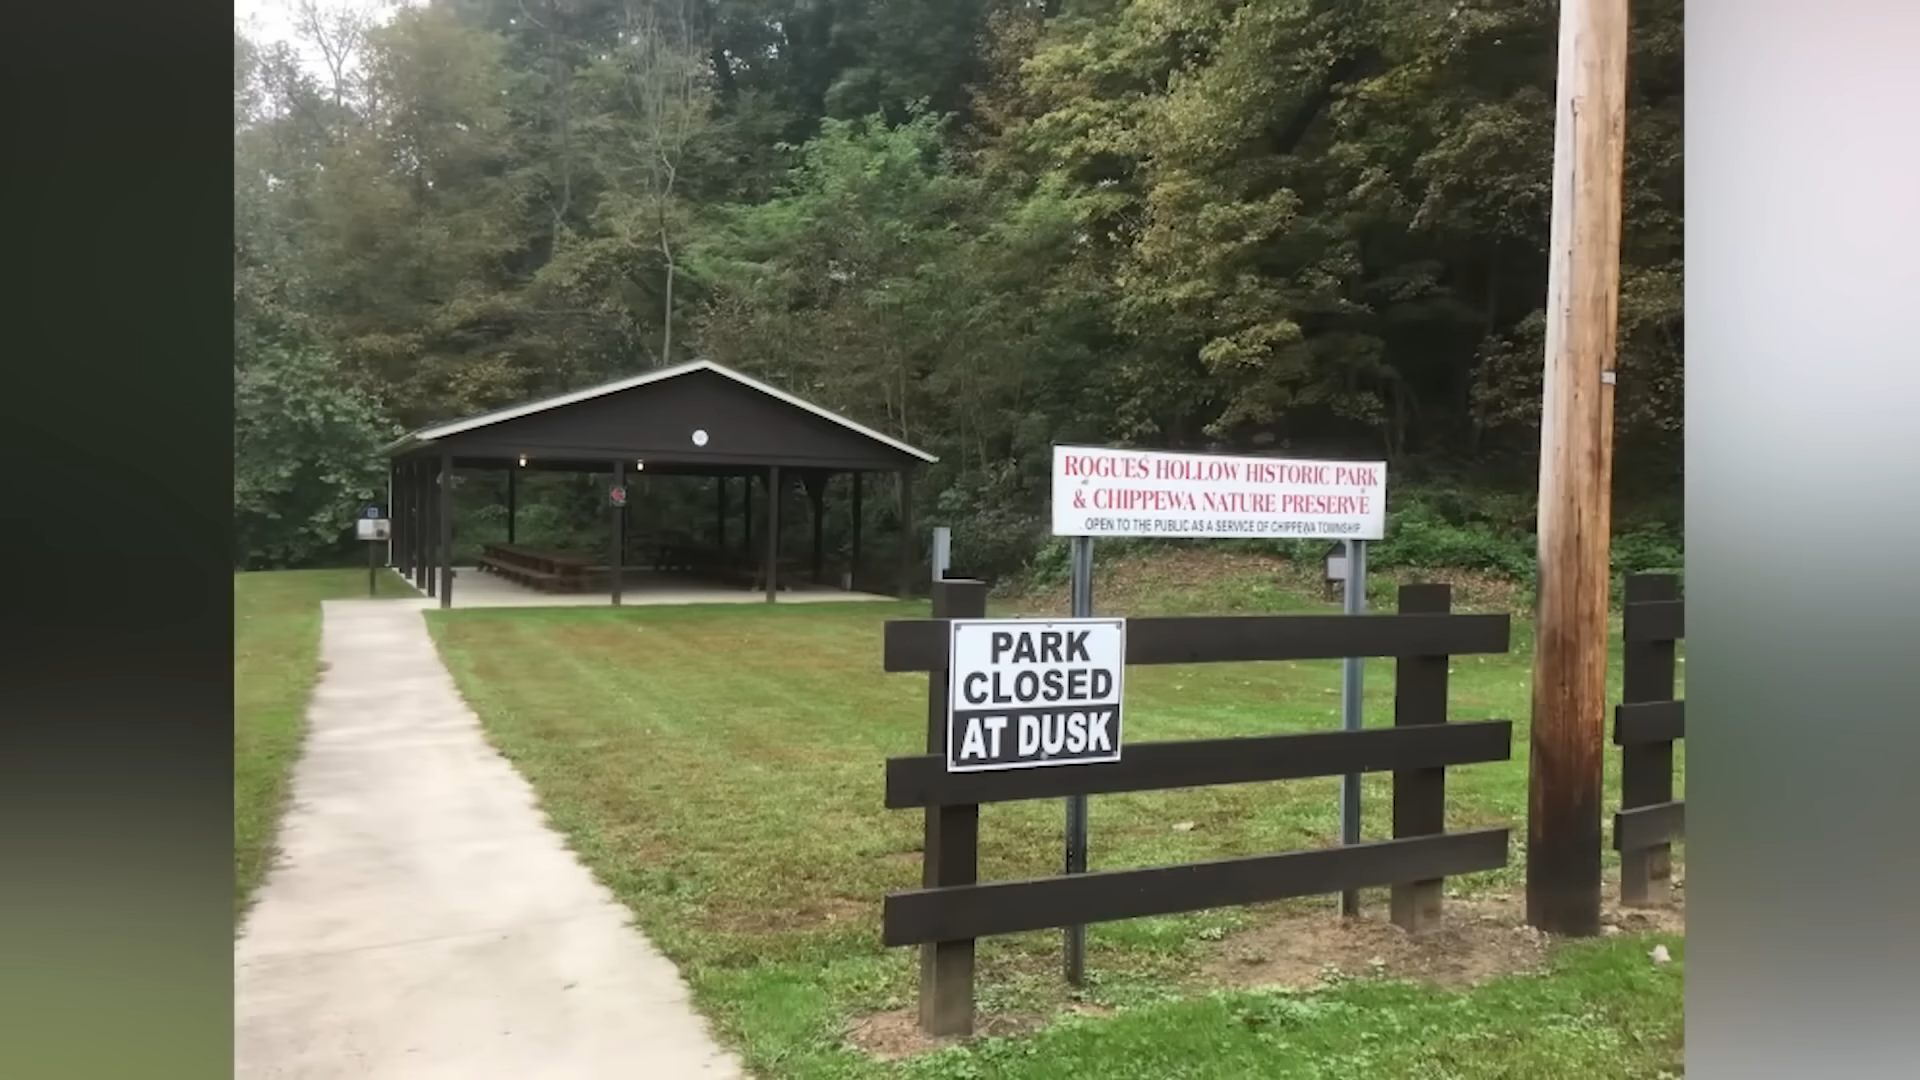 ROGUES HOLLOW HISTORIC PARK
& CHIPPEWA NATURE PRESERVE
OPEN TO THE PUBLIC AS A SERVICE OF CHIPPEWA TOWNSHIP
PARK
CLOSED
AT DUSK